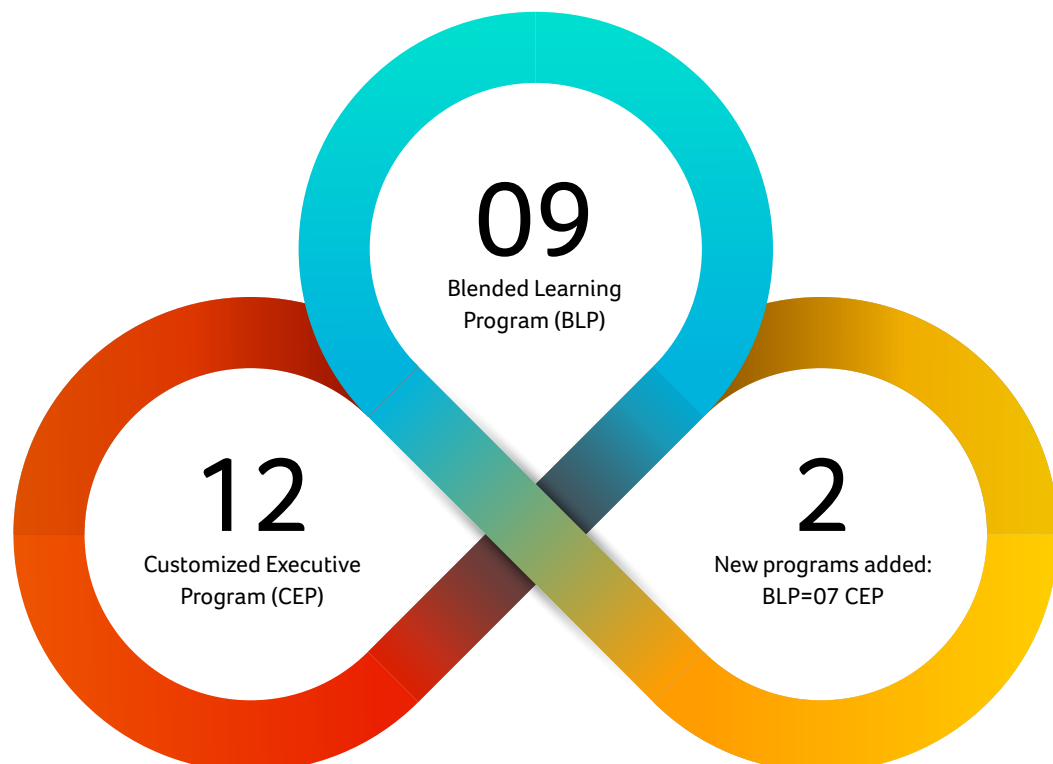 09
Blended Learning
Program (BLP)
12
Customized Executive
Program (CEP)
2
New programs added:
BLP=07 CEP